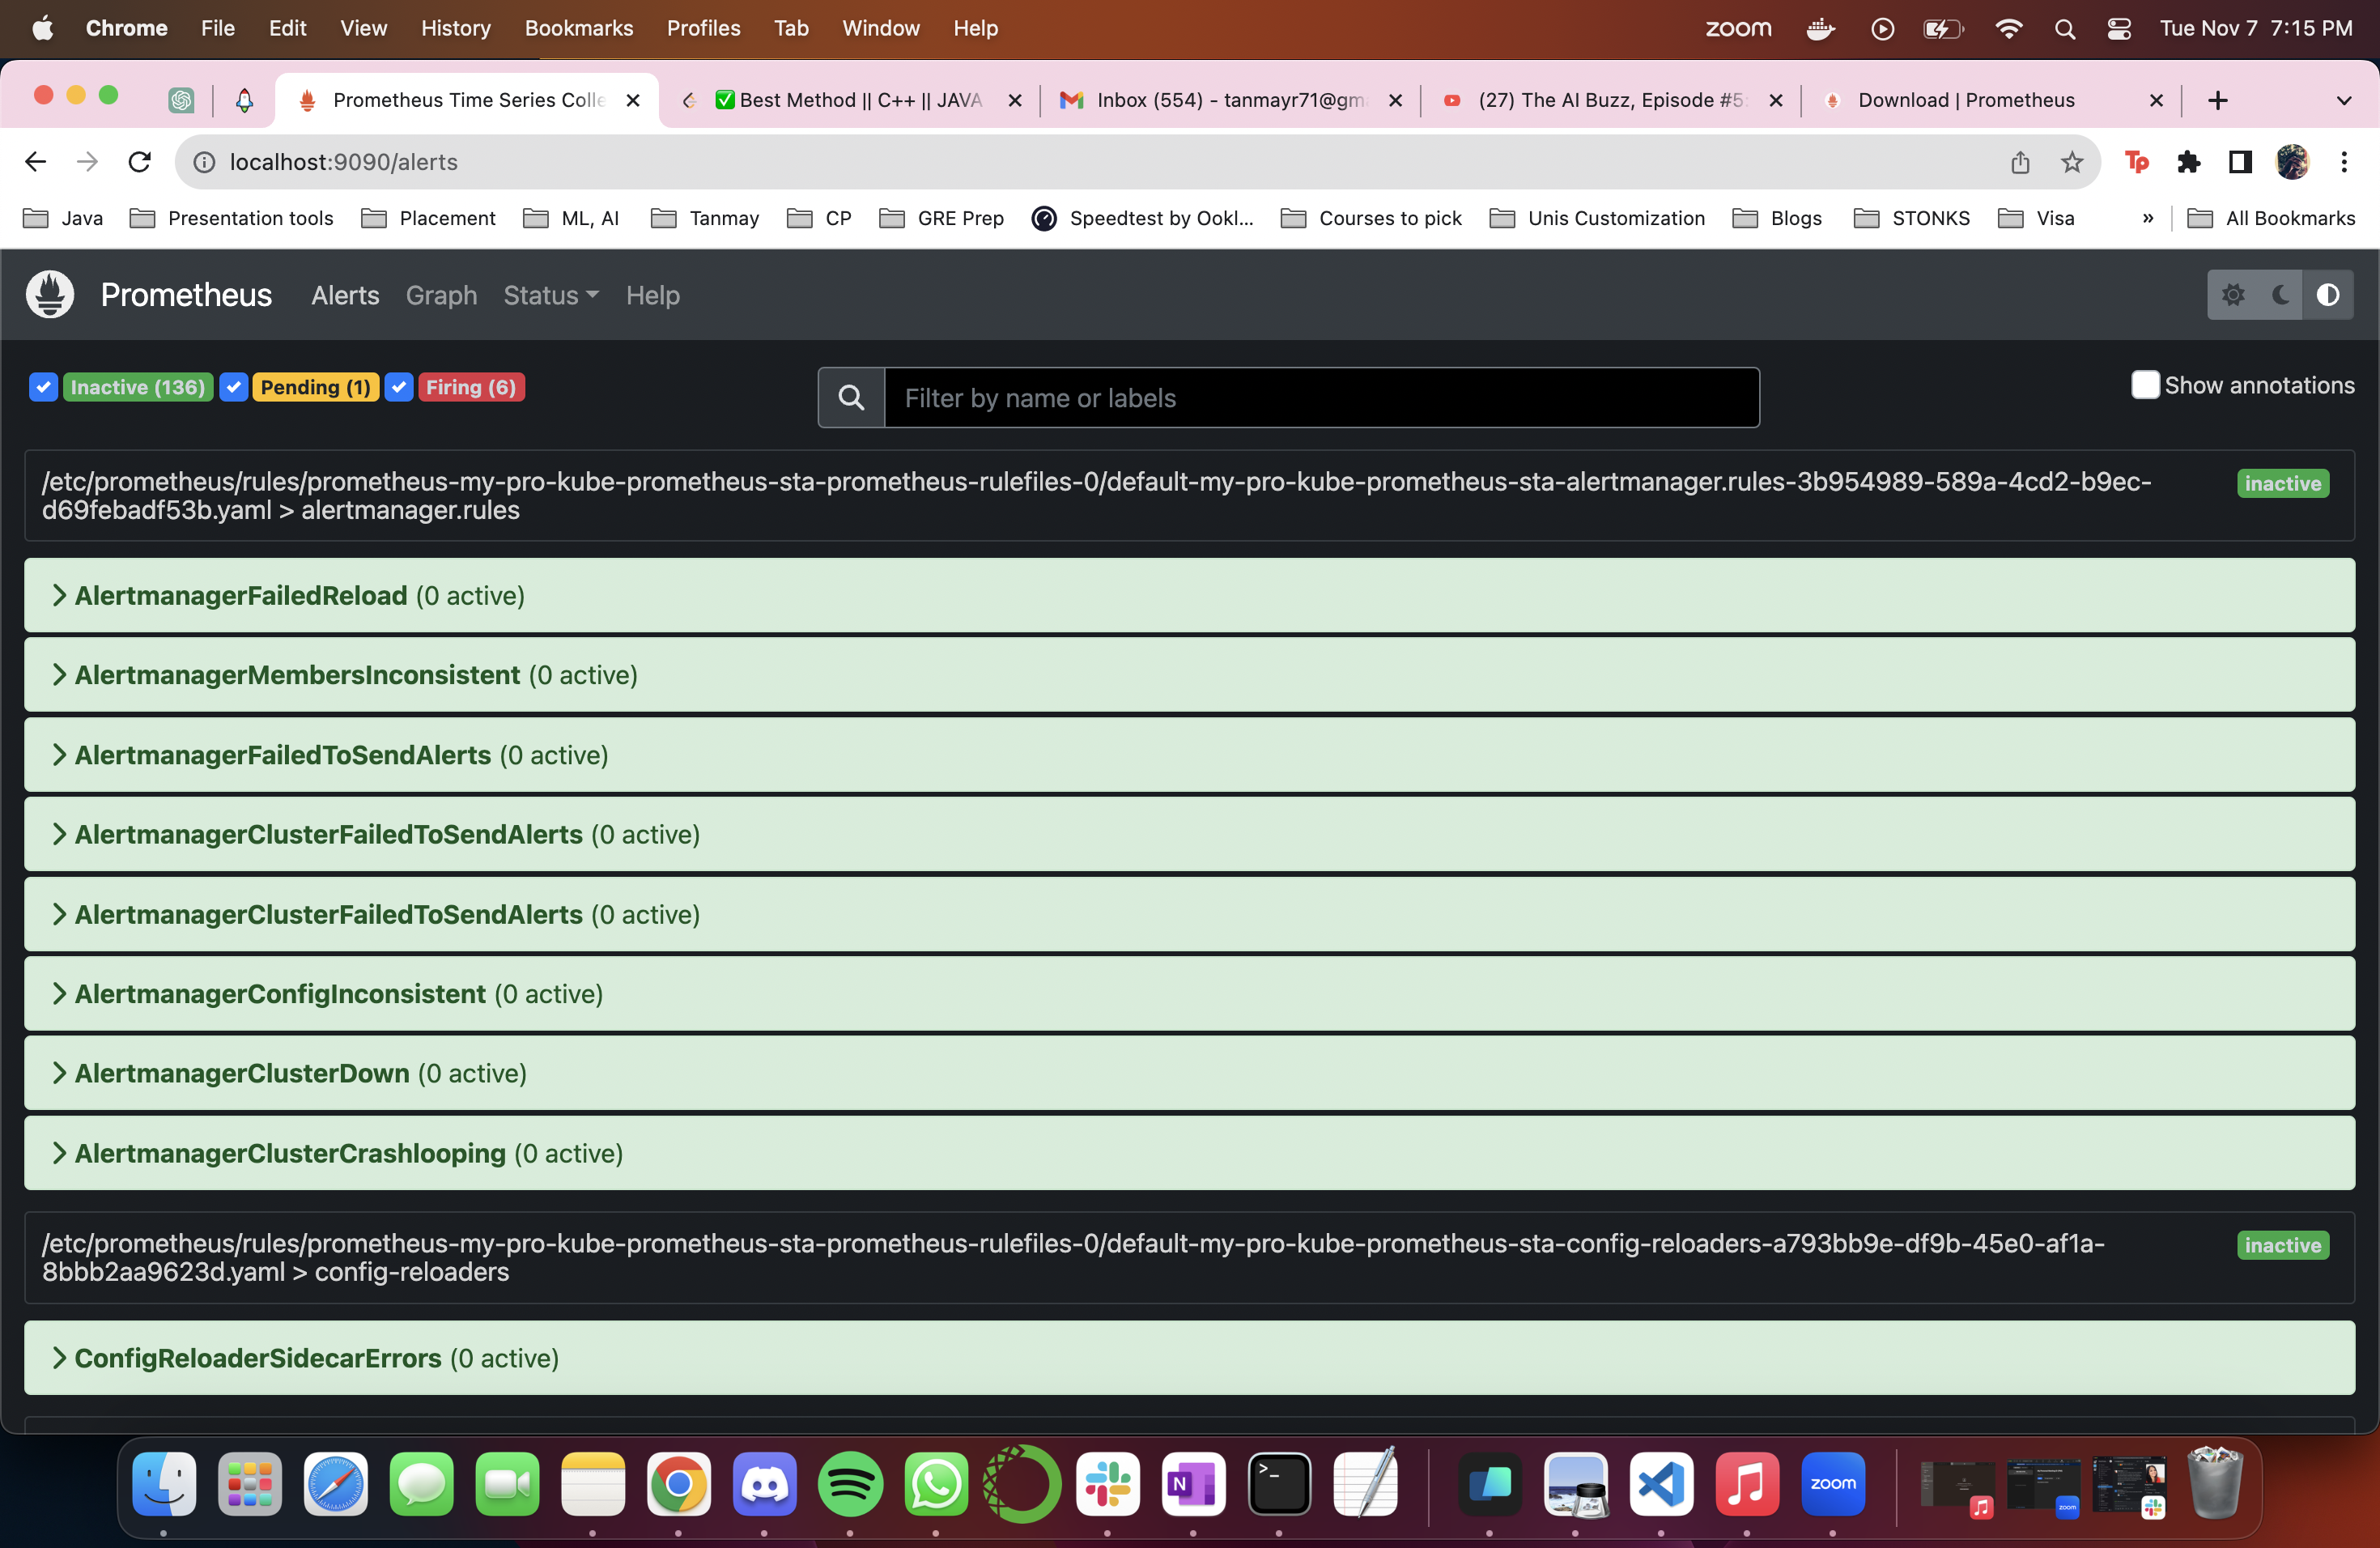 Chrome File Edit View History Bookmarks Profiles Tab Window Help zoom Tue Nov 7 7:15 PM
Prometheus Time Series Colle ✅Best Method || C++ || JAVA Inbox (554) - tanmayr71@gm (27) The AI Buzz, Episode #5: Download | Prometheus
localhost:9090/alerts Tp
Java Presentation tools Placement ML, AI Tanmay CP GRE Prep Speedtest by Ookl... Courses to pick Unis Customization Blogs STONKS Visa » All Bookmarks
Prometheus Alerts Graph Status Help
Inactive (136) Pending (1) Firing (6) Filter by name or labels Show annotations
/etc/prometheus/rules/prometheus-my-pro-kube-prometheus-sta-prometheus-rulefiles-0/default-my-pro-kube-prometheus-sta-alertmanager.rules-3b954989-589a-4cd2-b9ec- inactive
d69febadf53b.yaml > alertmanager.rules
AlertmanagerFailedReload (0 active)
AlertmanagerMembersInconsistent (0 active)
AlertmanagerFailedToSendAlerts (0 active)
AlertmanagerClusterFailedToSendAlerts (0 active)
AlertmanagerClusterFailedToSendAlerts (0 active)
AlertmanagerConfigInconsistent (0 active)
AlertmanagerClusterDown (0 active)
AlertmanagerClusterCrashlooping (0 active)
/etc/prometheus/rules/prometheus-my-pro-kube-prometheus-sta-prometheus-rulefiles-0/default-my-pro-kube-prometheus-sta-config-reloaders-a793bb9e-df9b-45e0-af1a- inactive
8bbb2aa9623d.yaml > config-reloaders
ConfigReloaderSidecarErrors (0 active)
N >_ zoom zoom